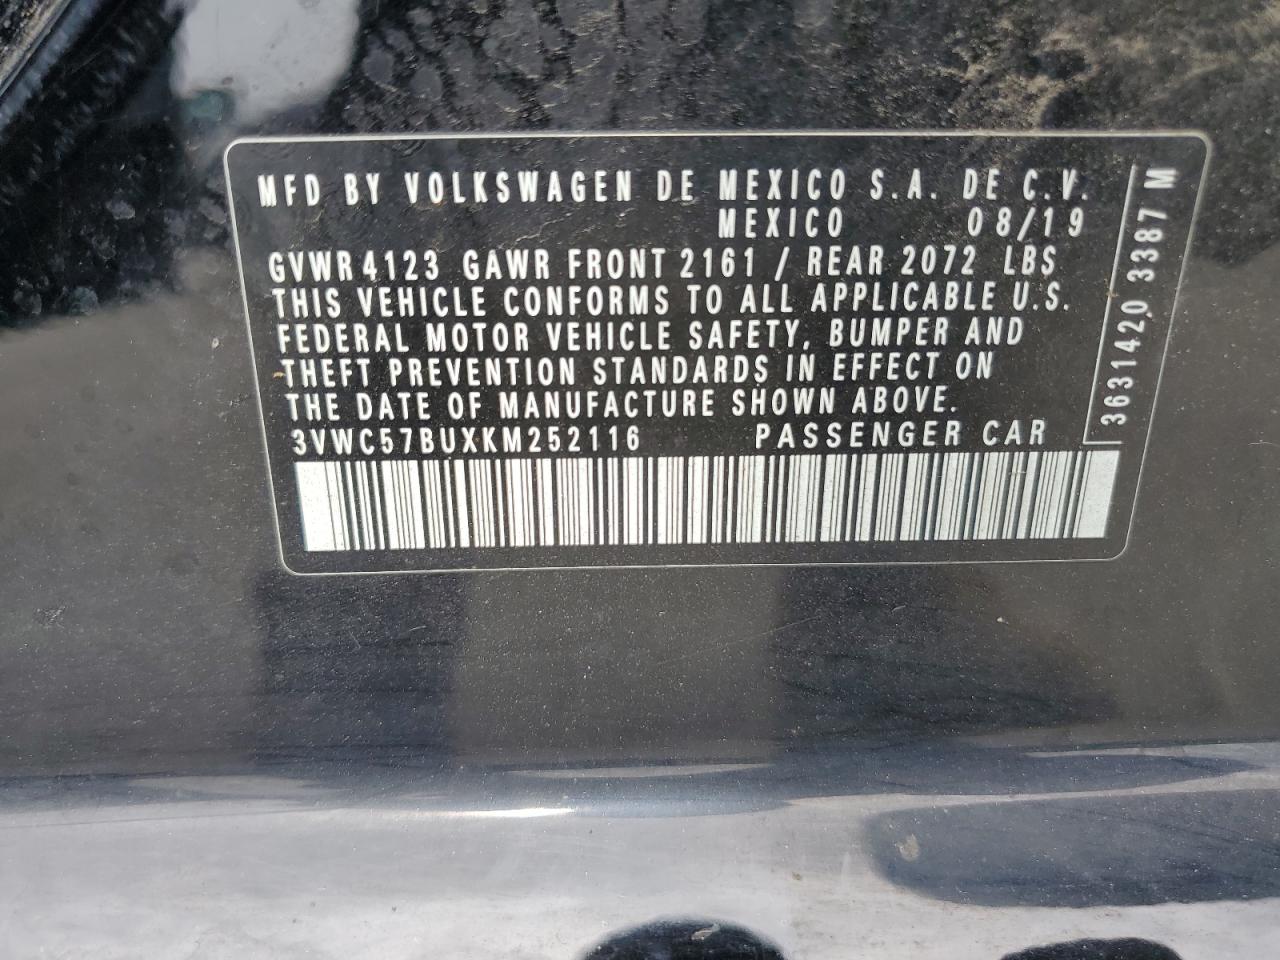 MFD BY VOLKSWAGEN DE MEXICO S.A. DE C.V.
MEXICO 08/19
GVWR 4123 GAWR FRONT 2161 / REAR 2072 LBS
THIS VEHICLE CONFORMS TO ALL APPLICABLE U.S.
FEDERAL MOTOR VEHICLE SAFETY, BUMPER AND
THEFT PREVENTION STANDARDS IN EFFECT ON
THE DATE OF MANUFACTURE SHOWN ABOVE.
3VWC57BUXKM252116 PASSENGER CAR
3631420 3387 M